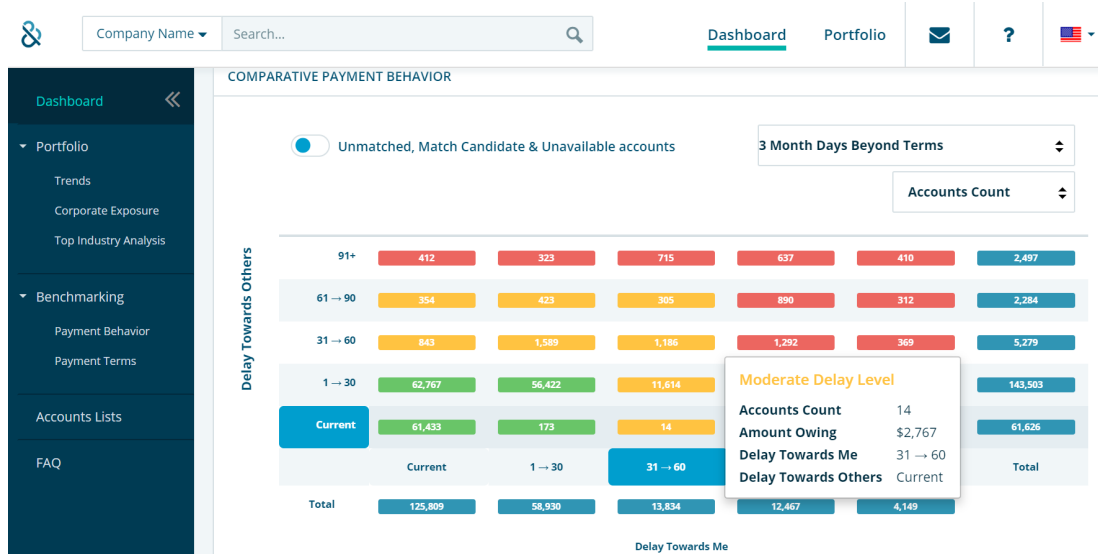 Company Name Search... Dashboard Portfolio ?
COMPARATIVE PAYMENT BEHAVIOR
Dashboard
Portfolio
Trends
Corporate Exposure
Top Industry Analysis
Benchmarking
Payment Behavior
Payment Terms
Accounts Lists
FAQ
Unmatched, Match Candidate & Unavailable accounts
3 Month Days Beyond Terms
Accounts Count
Delay Towards Others
91+ 412 323 715 637 410 2,497
61 → 90 354 423 305 890 312 2,284
31 → 60 843 1,589 1,186 1,292 369 5,279
1 → 30 62,767 56,422 11,614 143,503
Current 61,433 173 14 61,626
Current 1 → 30 31 → 60 Total
Total 125,809 58,930 13,834 12,467 4,149
Delay Towards Me
Moderate Delay Level
Accounts Count 14
Amount Owing $2,767
Delay Towards Me 31 → 60
Delay Towards Others Current